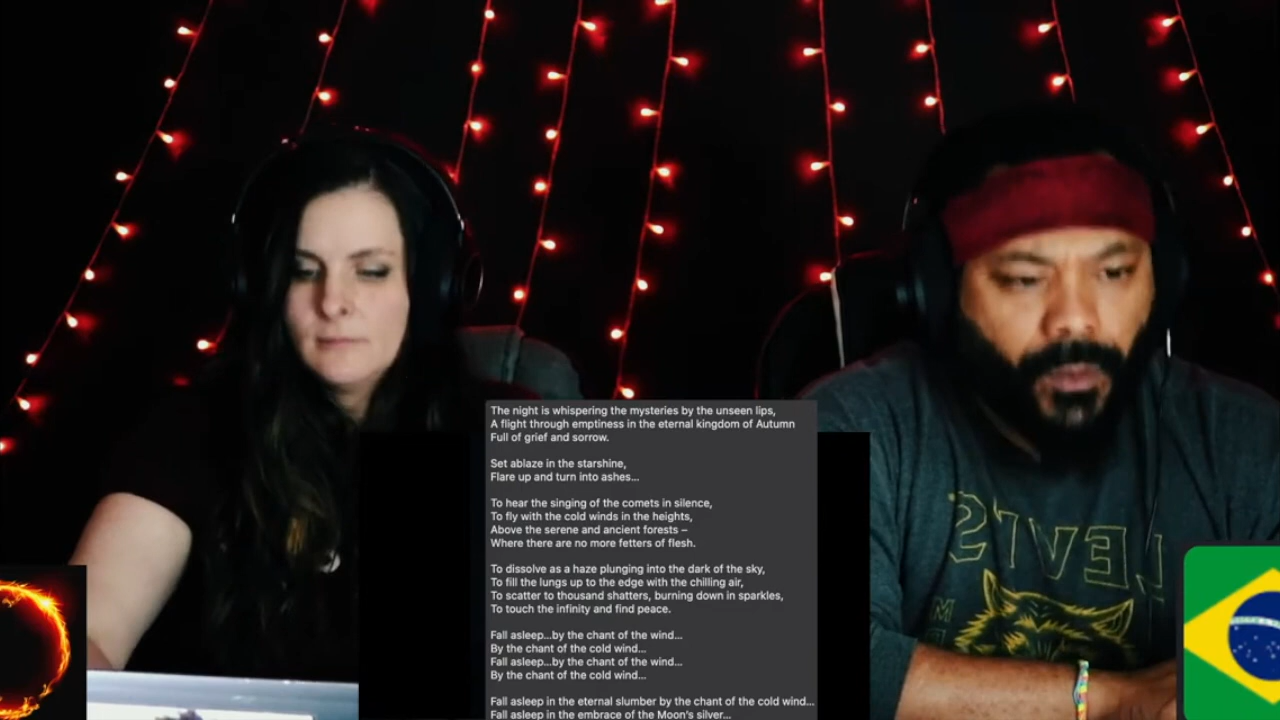 The night is whispering the mysteries by the unseen lips,
A flight through emptiness in the eternal kingdom of Autumn
Full of grief and sorrow.
Set ablaze in the starshine,
Flare up and turn into ashes...
To hear the singing of the comets in silence,
To fly with the cold winds in the heights,
Above the serene and ancient forests –
Where there are no more fetters of flesh.
To dissolve as a haze plunging into the dark of the sky,
To fill the lungs up to the edge with the chilling air,
To scatter to thousand shatters, burning down in sparkles,
To touch the infinity and find peace.
Fall asleep...by the chant of the wind...
By the chant of the cold wind...
Fall asleep...by the chant of the wind...
By the chant of the cold wind...
Fall asleep in the eternal slumber by the chant of the cold wind...
Fall asleep in the embrace of the Moon's silver...
LEVI'S